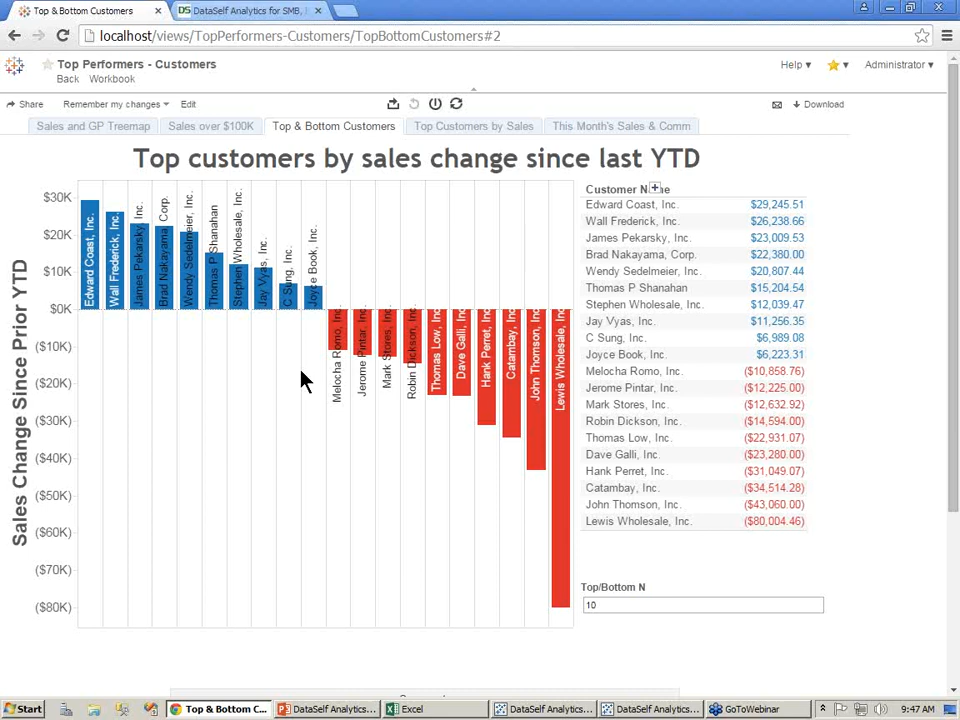 Top & Bottom Customers
DataSelf Analytics for SMB,
localhost/views/TopPerformers-Customers/TopBottomCustomers#2
Top Performers - Customers
Help
Administrator
Back Workbook
Share Remember my changes Edit
Download
Sales and GP Treemap Sales over $100K Top & Bottom Customers Top Customers by Sales This Month's Sales & Comm
Top customers by sales change since last YTD
Sales Change Since Prior YTD
$30K
$20K
$10K
$0K
($10K)
($20K)
($30K)
($40K)
($50K)
($60K)
($70K)
($80K)
Edward Coast, Inc.
Wall Frederick, Inc.
James Pekarsky, Inc.
Brad Nakayama, Corp.
Wendy Sedelmeier, Inc.
Thomas P Shanahan
Stephen Wholesale, Inc.
Jay Vyas, Inc.
C Sung, Inc.
Joyce Book, Inc.
Melocha Romo, Inc.
Jerome Pintar, Inc.
Mark Stores, Inc.
Robin Dickson, Inc.
Thomas Low, Inc.
Dave Galli, Inc.
Hank Perret, Inc.
Catambay, Inc.
John Thomson, Inc.
Lewis Wholesale, Inc.
Customer
Edward Coast, Inc. $29,245.51
Wall Frederick, Inc. $26,238.66
James Pekarsky, Inc. $23,009.53
Brad Nakayama, Corp. $22,380.00
Wendy Sedelmeier, Inc. $20,807.44
Thomas P Shanahan $15,204.54
Stephen Wholesale, Inc. $12,039.47
Jay Vyas, Inc. $11,256.35
C Sung, Inc. $6,989.08
Joyce Book, Inc. $6,223.31
Melocha Romo, Inc. ($10,858.76)
Jerome Pintar, Inc. ($12,225.00)
Mark Stores, Inc. ($12,632.92)
Robin Dickson, Inc. ($14,594.00)
Thomas Low, Inc. ($22,931.07)
Dave Galli, Inc. ($23,280.00)
Hank Perret, Inc. ($31,049.07)
Catambay, Inc. ($34,514.28)
John Thomson, Inc. ($43,060.00)
Lewis Wholesale, Inc. ($80,004.46)
Top/Bottom N
10
Start
Top & Bottom C...
DataSelf Analytics...
Excel
DataSelf Analytics...
DataSelf Analytics...
GoToWebinar
9:47 AM